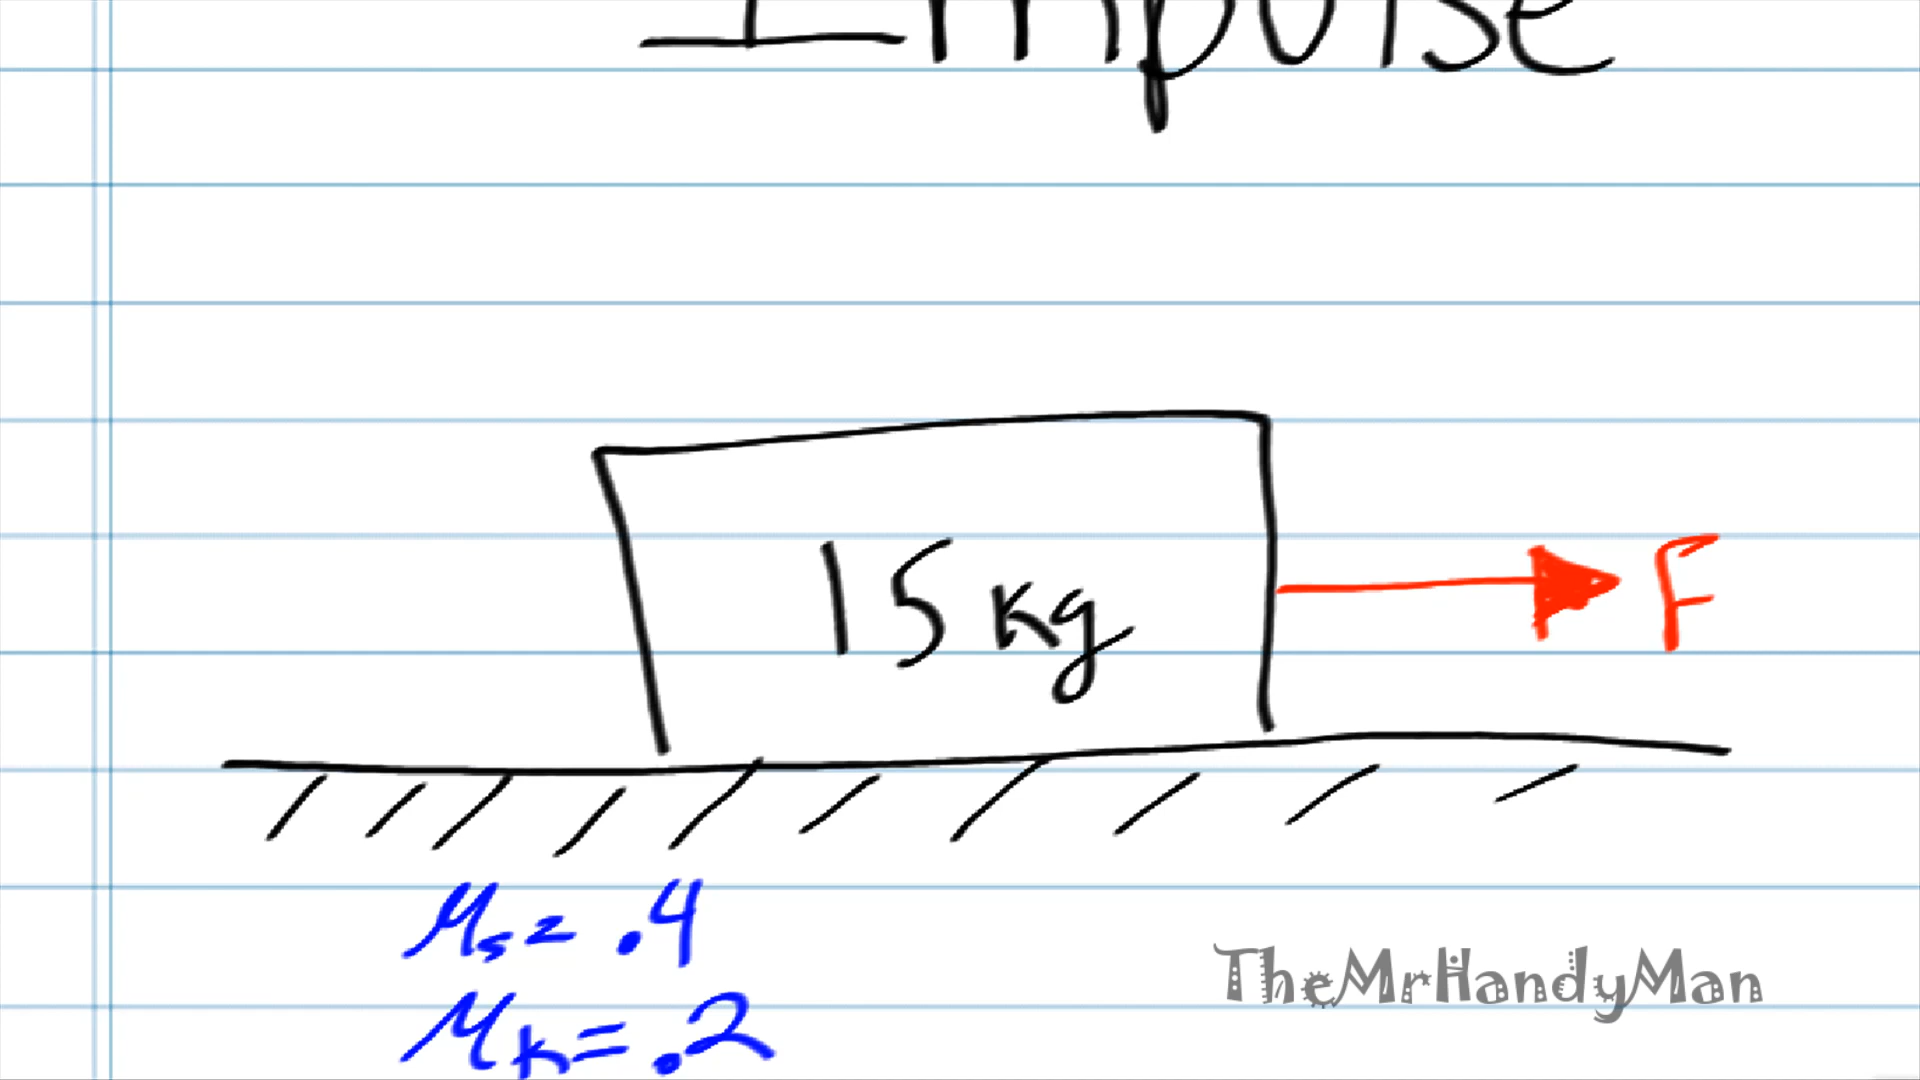 Impulse
15 kg
F
μs = .4
μk = .2
TheMrHandyMan